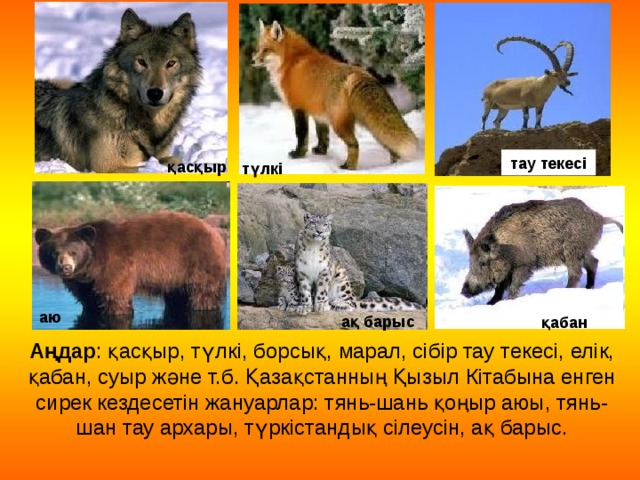 қасқыр
түлкі
тау текесі
аю
ақ барыс
қабан
Аңдар: қасқыр, түлкі, борсық, марал, сібір тау текесі, елік,
қабан, суыр және т.б. Қазақстанның Қызыл Кітабына енген
сирек кездесетін жануарлар: тянь-шань қоңыр аюы, тянь-
шан тау архары, түркістандық сілеусін, ақ барыс.